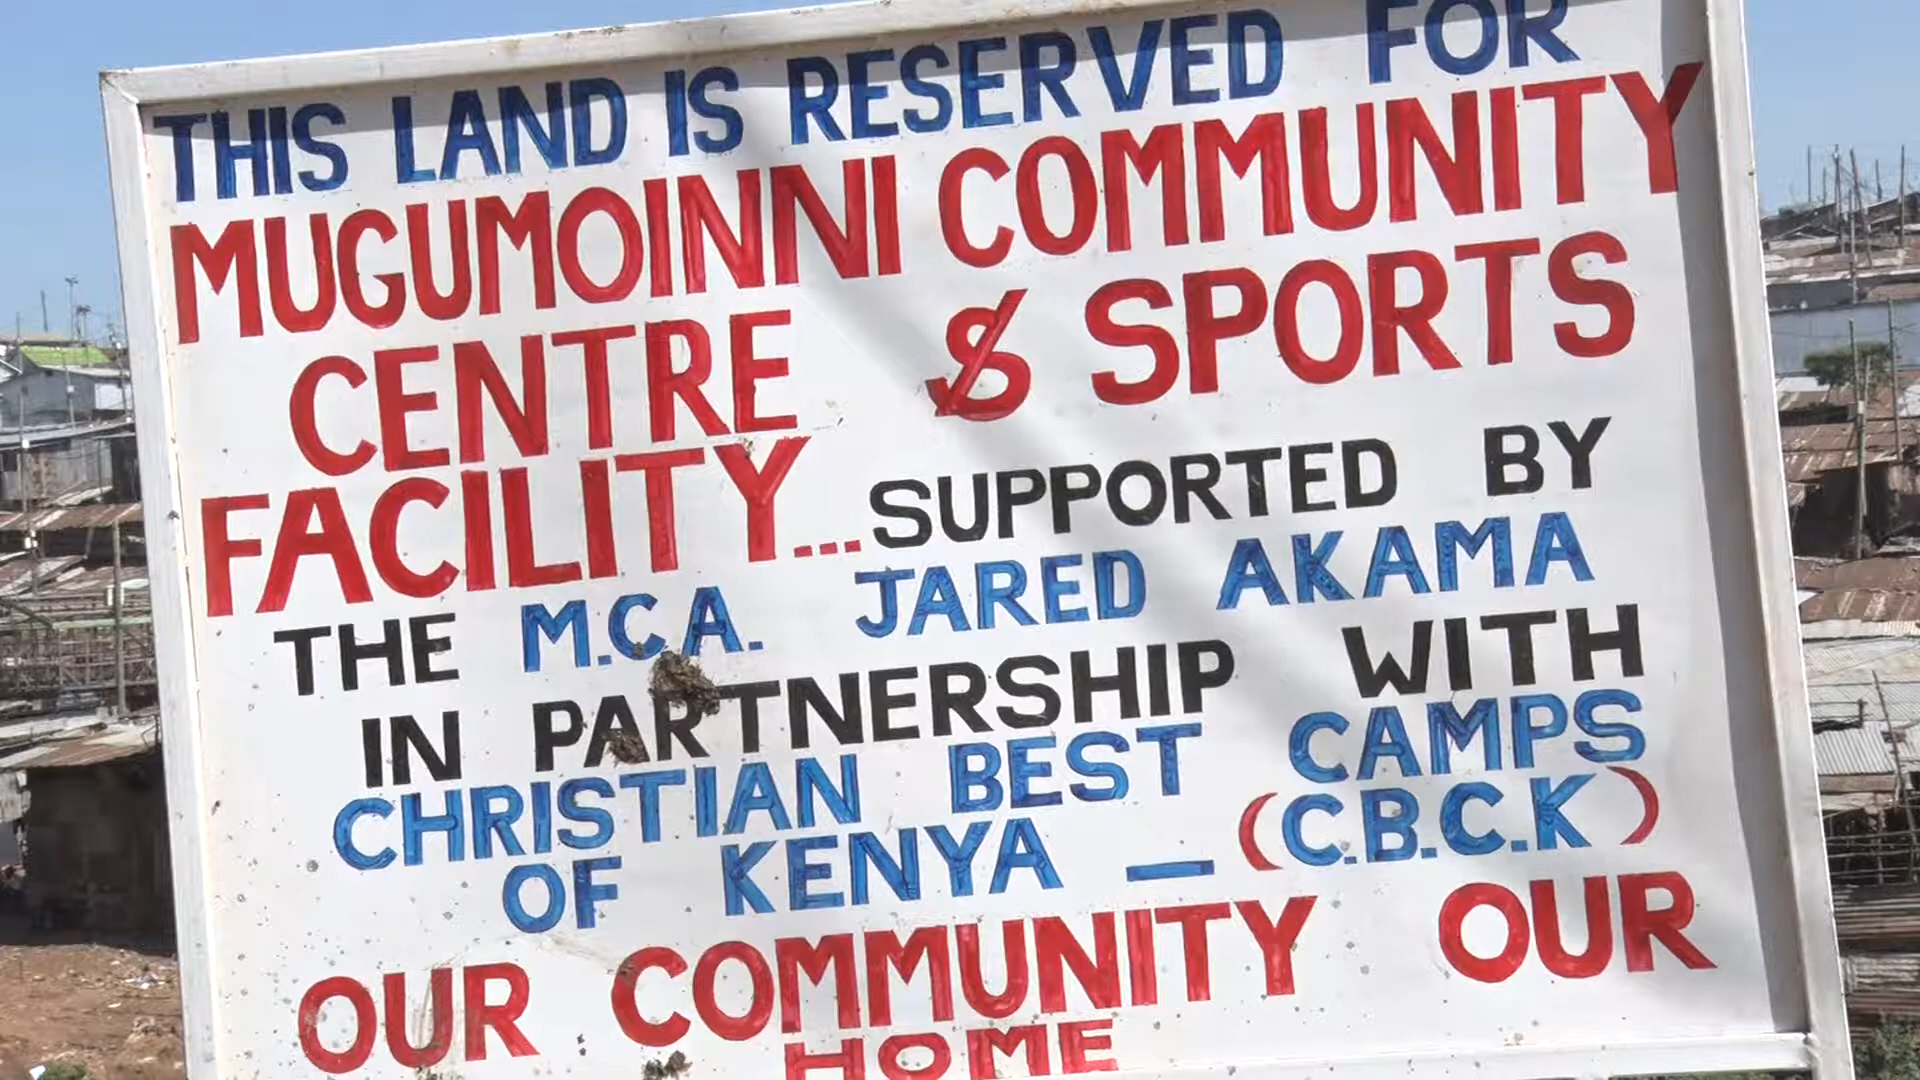 THIS LAND IS RESERVED FOR
MUGUMOINNI COMMUNITY
CENTRE & SPORTS
FACILITY...SUPPORTED BY
THE M.C.A. JARED AKAMA
IN PARTNERSHIP WITH
CHRISTIAN BEST CAMPS
OF KENYA - (C.B.C.K)
OUR COMMUNITY OUR
HOME